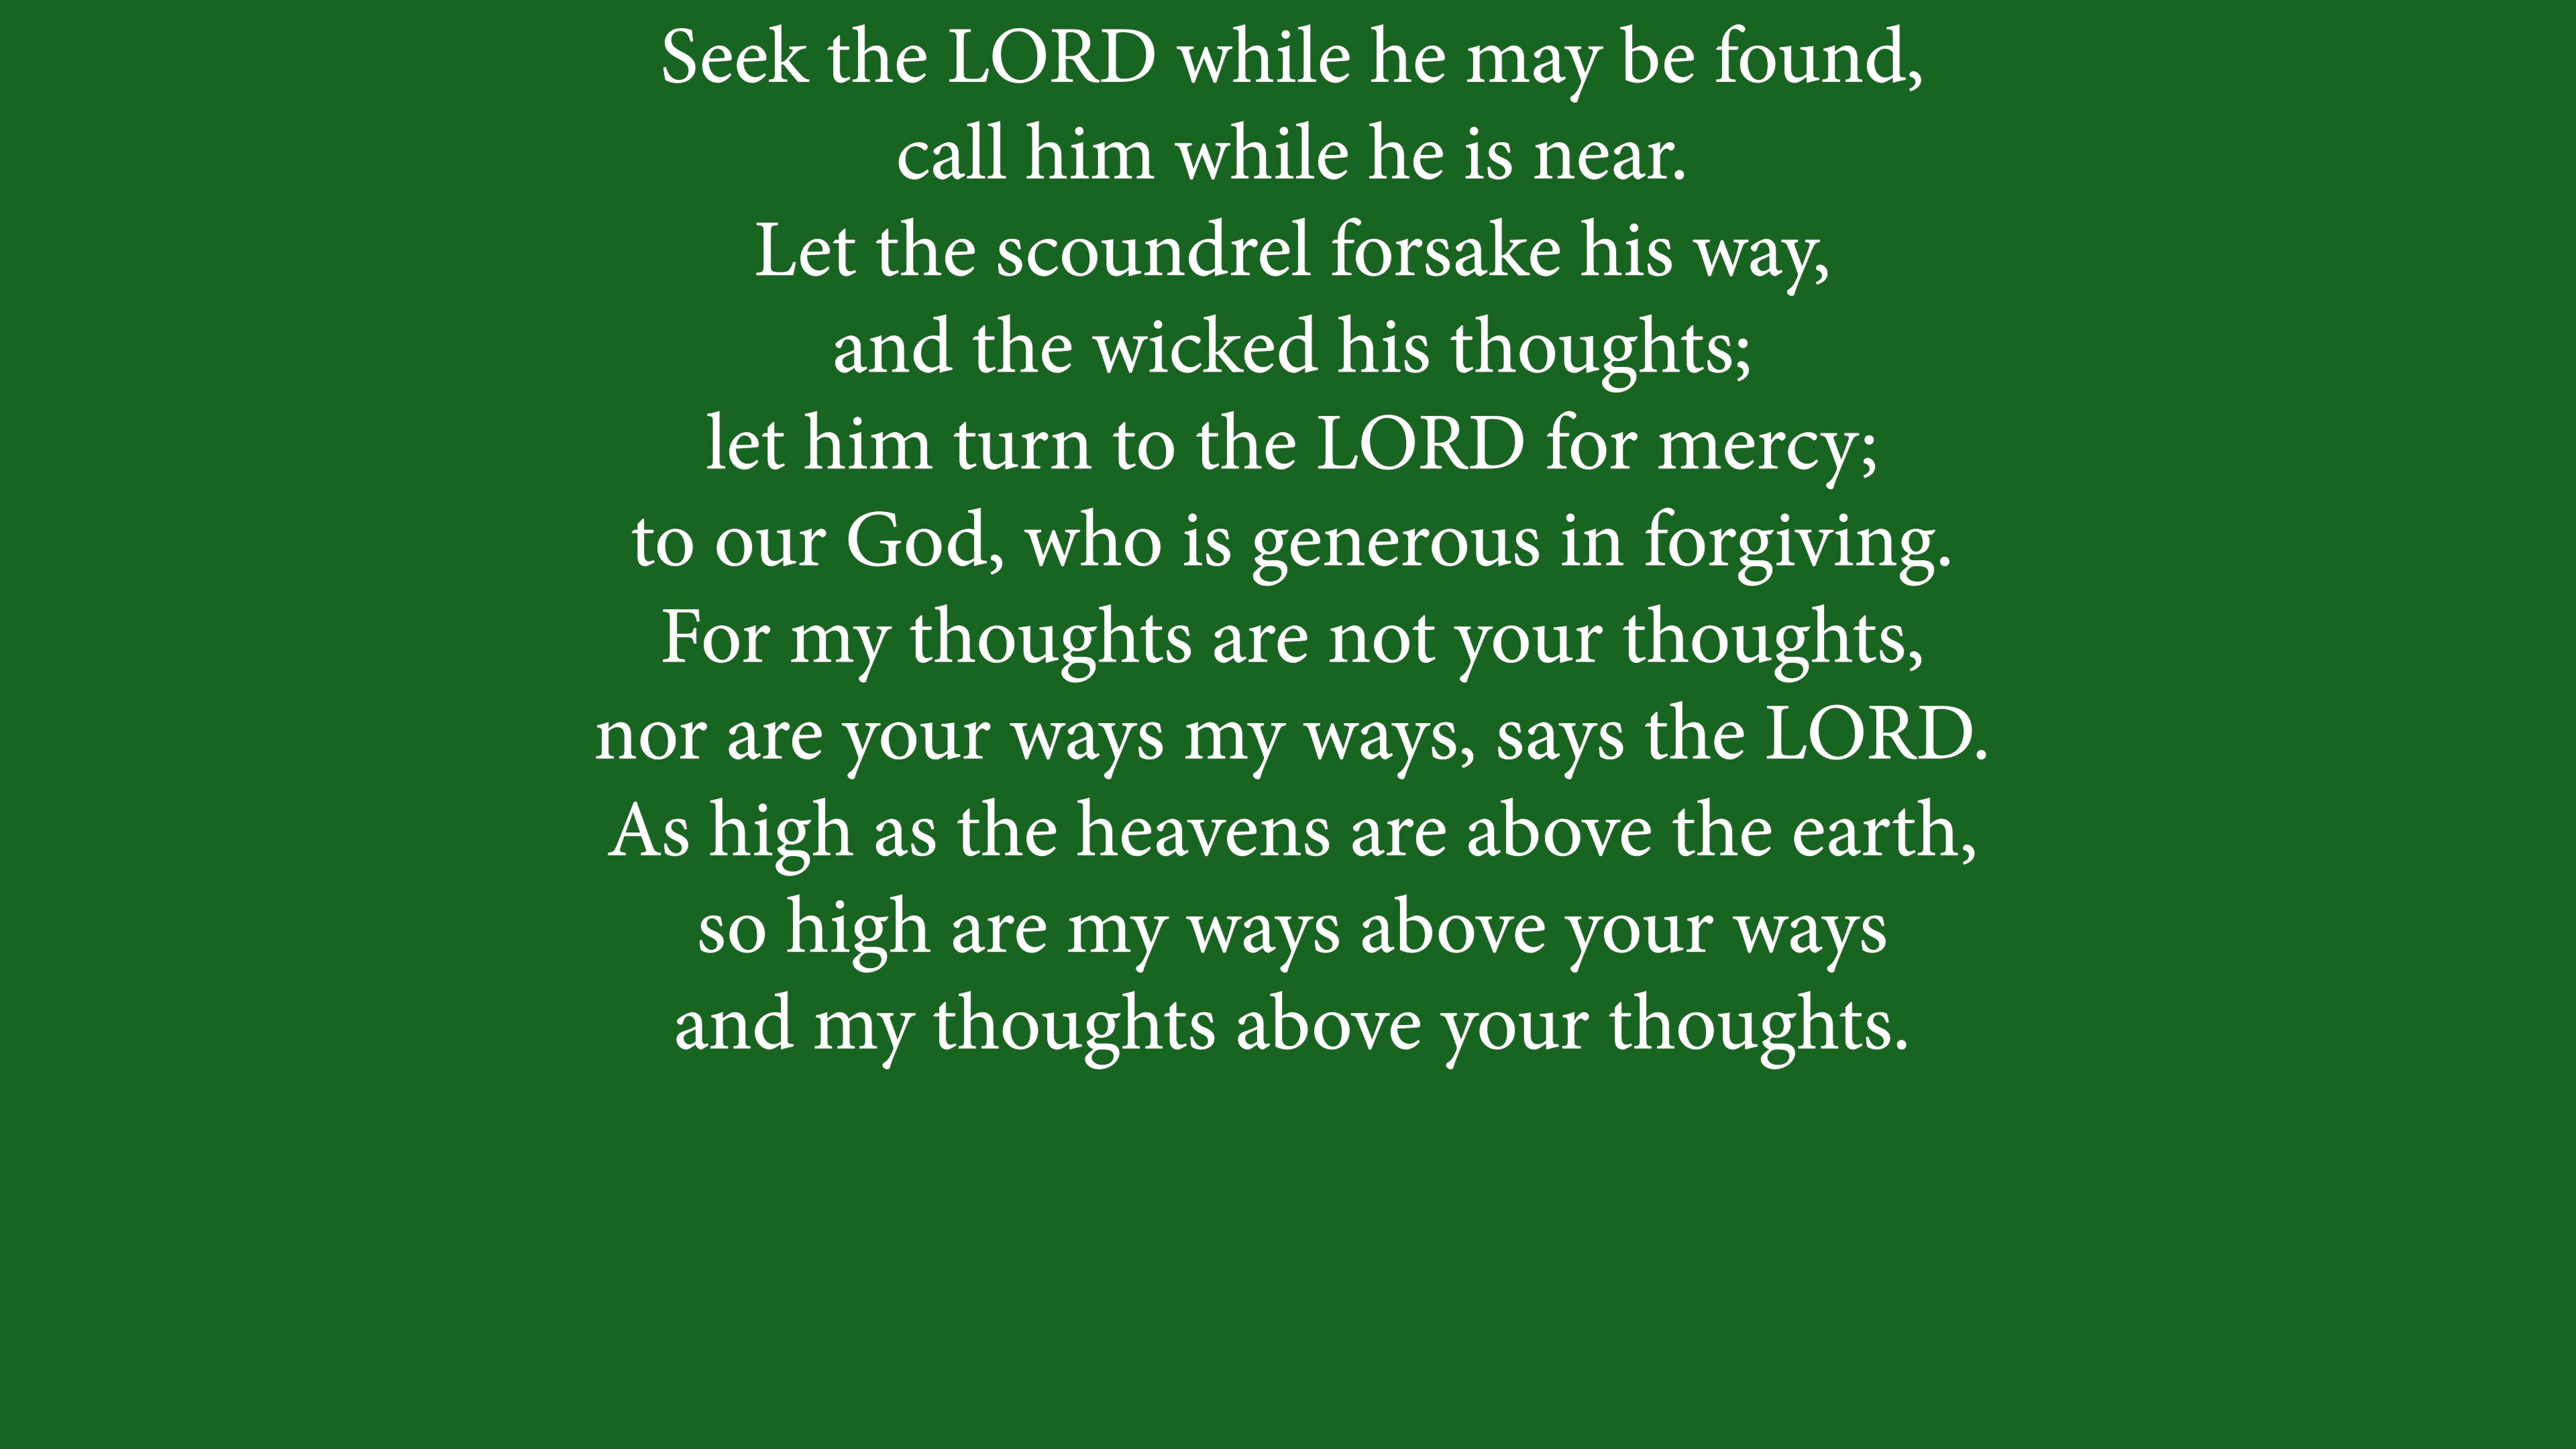 Seek the LORD while he may be found,
call him while he is near.
Let the scoundrel forsake his way,
and the wicked his thoughts;
let him turn to the LORD for mercy;
to our God, who is generous in forgiving.
For my thoughts are not your thoughts,
nor are your ways my ways, says the LORD.
As high as the heavens are above the earth,
so high are my ways above your ways
and my thoughts above your thoughts.